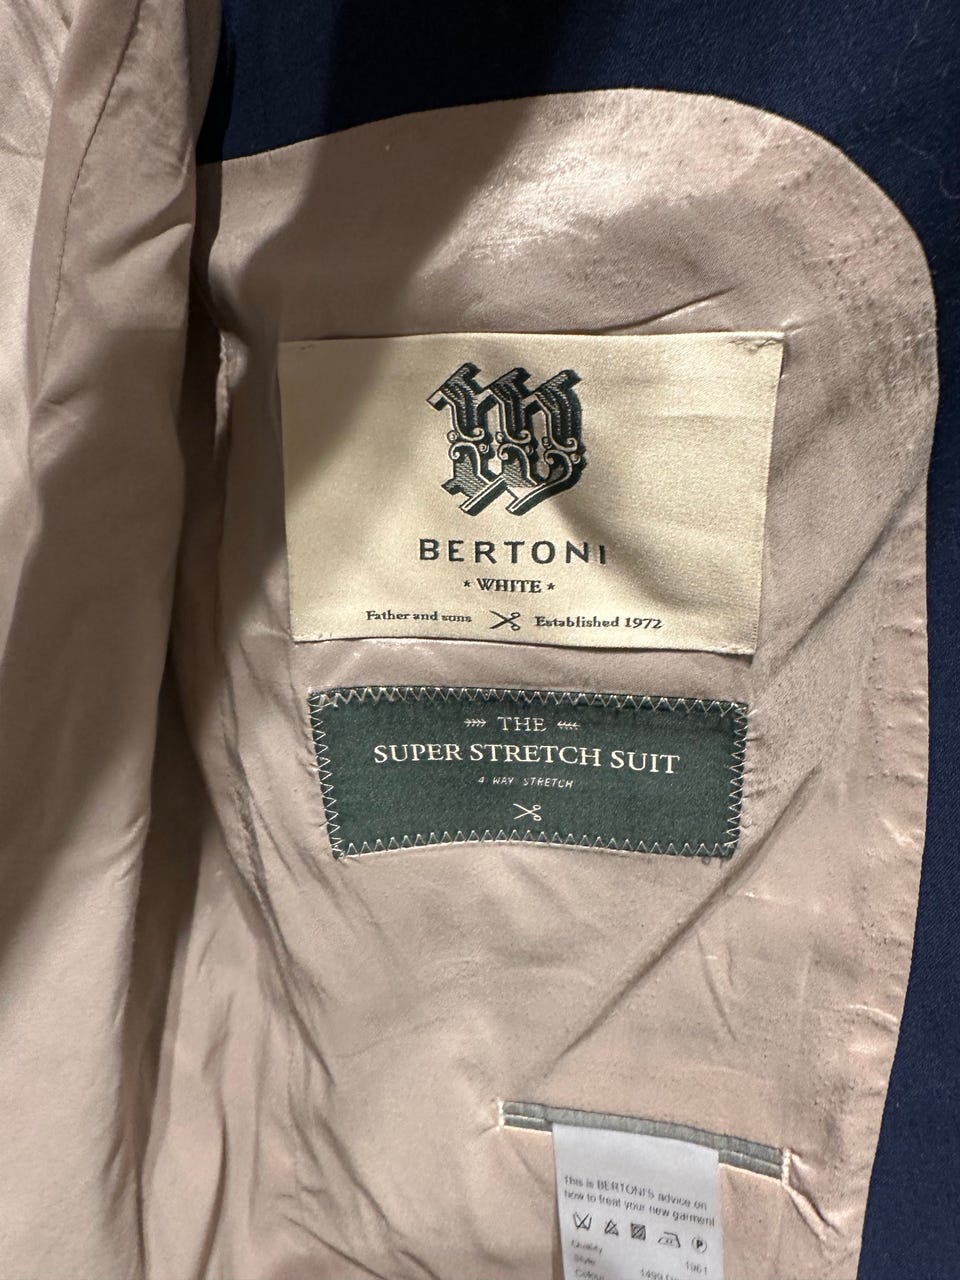 W
BERTONI
* WHITE *
Father and sons Established 1972
THE
SUPER STRETCH SUIT
4 WAY STRETCH
This is BERTONI'S advice on
how to treat your new garment
P
Quality
Style 1961
Colour